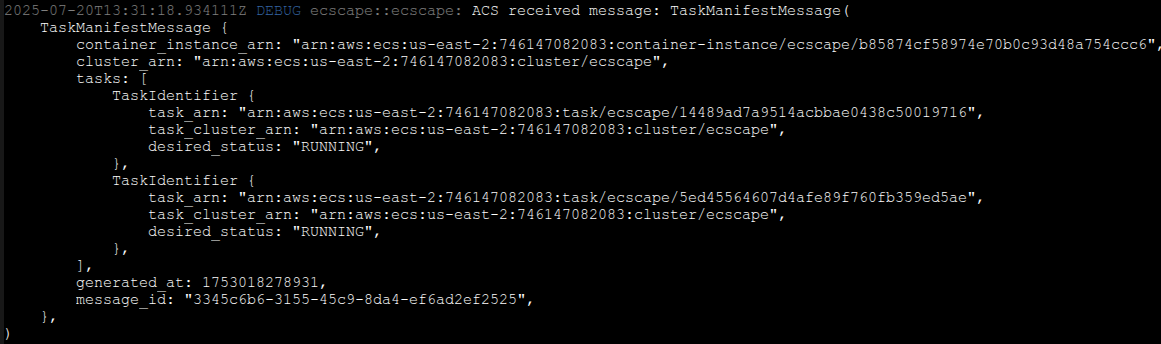 2025-07-20T13:31:18.934111Z DEBUG ecscape::ecscape: ACS received message: TaskManifestMessage(
    TaskManifestMessage {
        container_instance_arn: "arn:aws:ecs:us-east-2:746147082083:container-instance/ecscape/b85874cf58974e70b0c93d48a754ccc6",
        cluster_arn: "arn:aws:ecs:us-east-2:746147082083:cluster/ecscape",
        tasks: [
            TaskIdentifier {
                task_arn: "arn:aws:ecs:us-east-2:746147082083:task/ecscape/14489ad7a9514acbbae0438c50019716",
                task_cluster_arn: "arn:aws:ecs:us-east-2:746147082083:cluster/ecscape",
                desired_status: "RUNNING",
            },
            TaskIdentifier {
                task_arn: "arn:aws:ecs:us-east-2:746147082083:task/ecscape/5ed45564607d4afe89f760fb359ed5ae",
                task_cluster_arn: "arn:aws:ecs:us-east-2:746147082083:cluster/ecscape",
                desired_status: "RUNNING",
            },
        ],
        generated_at: 1753018278931,
        message_id: "3345c6b6-3155-45c9-8da4-ef6ad2ef2525",
    },
)